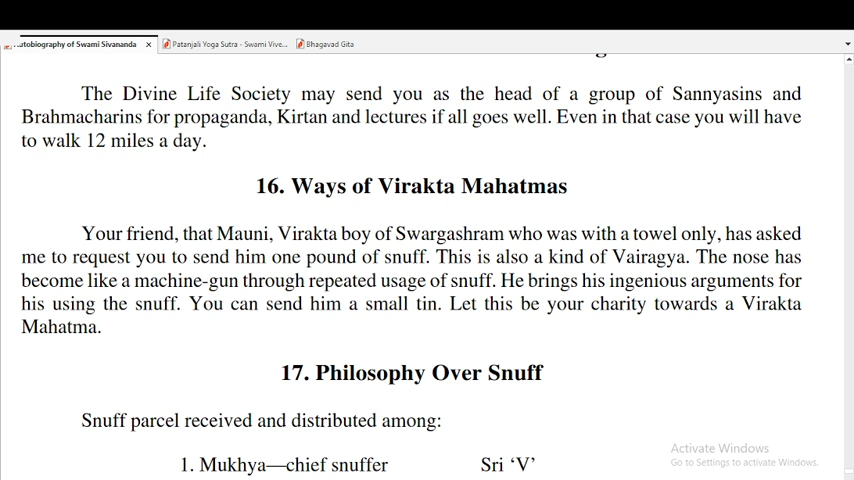 Autobiography of Swami Sivananda × Patanjali Yoga Sutra - Swami Vive... Bhagavad Gita
The Divine Life Society may send you as the head of a group of Sannyasins and
Brahmacharins for propaganda, Kirtan and lectures if all goes well. Even in that case you will have
to walk 12 miles a day.
16. Ways of Virakta Mahatmas
Your friend, that Mauni, Virakta boy of Swargashram who was with a towel only, has asked
me to request you to send him one pound of snuff. This is also a kind of Vairagya. The nose has
become like a machine-gun through repeated usage of snuff. He brings his ingenious arguments for
his using the snuff. You can send him a small tin. Let this be your charity towards a Virakta
Mahatma.
17. Philosophy Over Snuff
Snuff parcel received and distributed among:
1. Mukhya—chief snuffer Sri ‘V’
Activate Windows
Go to Settings to activate Windows.